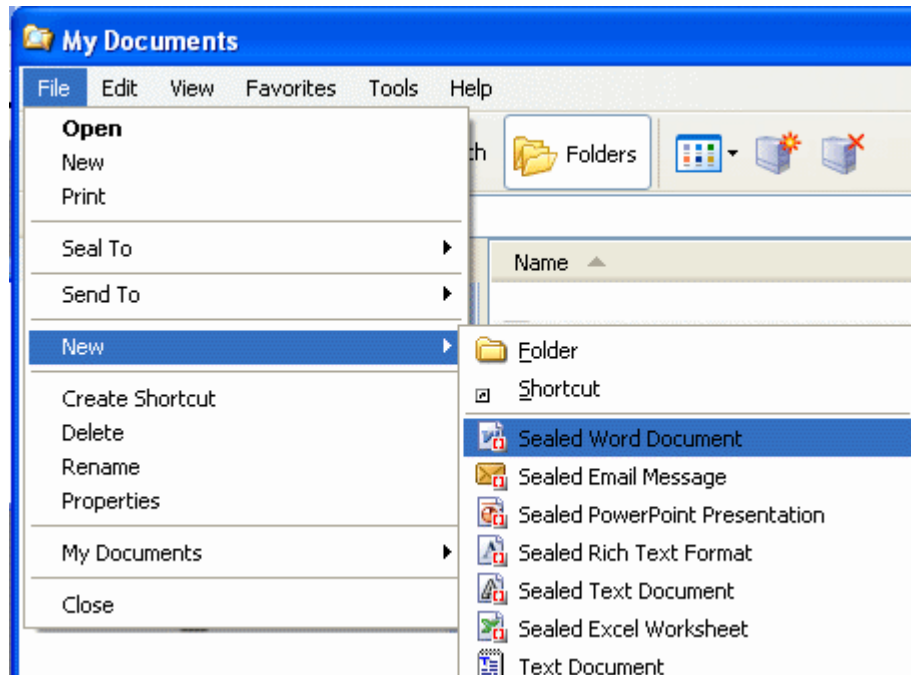 My Documents
File Edit View Favorites Tools Help
Open
New
Print
Folders
Seal To
Name
Send To
New
Folder
Shortcut
Create Shortcut
Delete
Sealed Word Document
Rename
Sealed Email Message
Properties
Sealed PowerPoint Presentation
My Documents
Sealed Rich Text Format
Close
Sealed Text Document
Sealed Excel Worksheet
Text Document